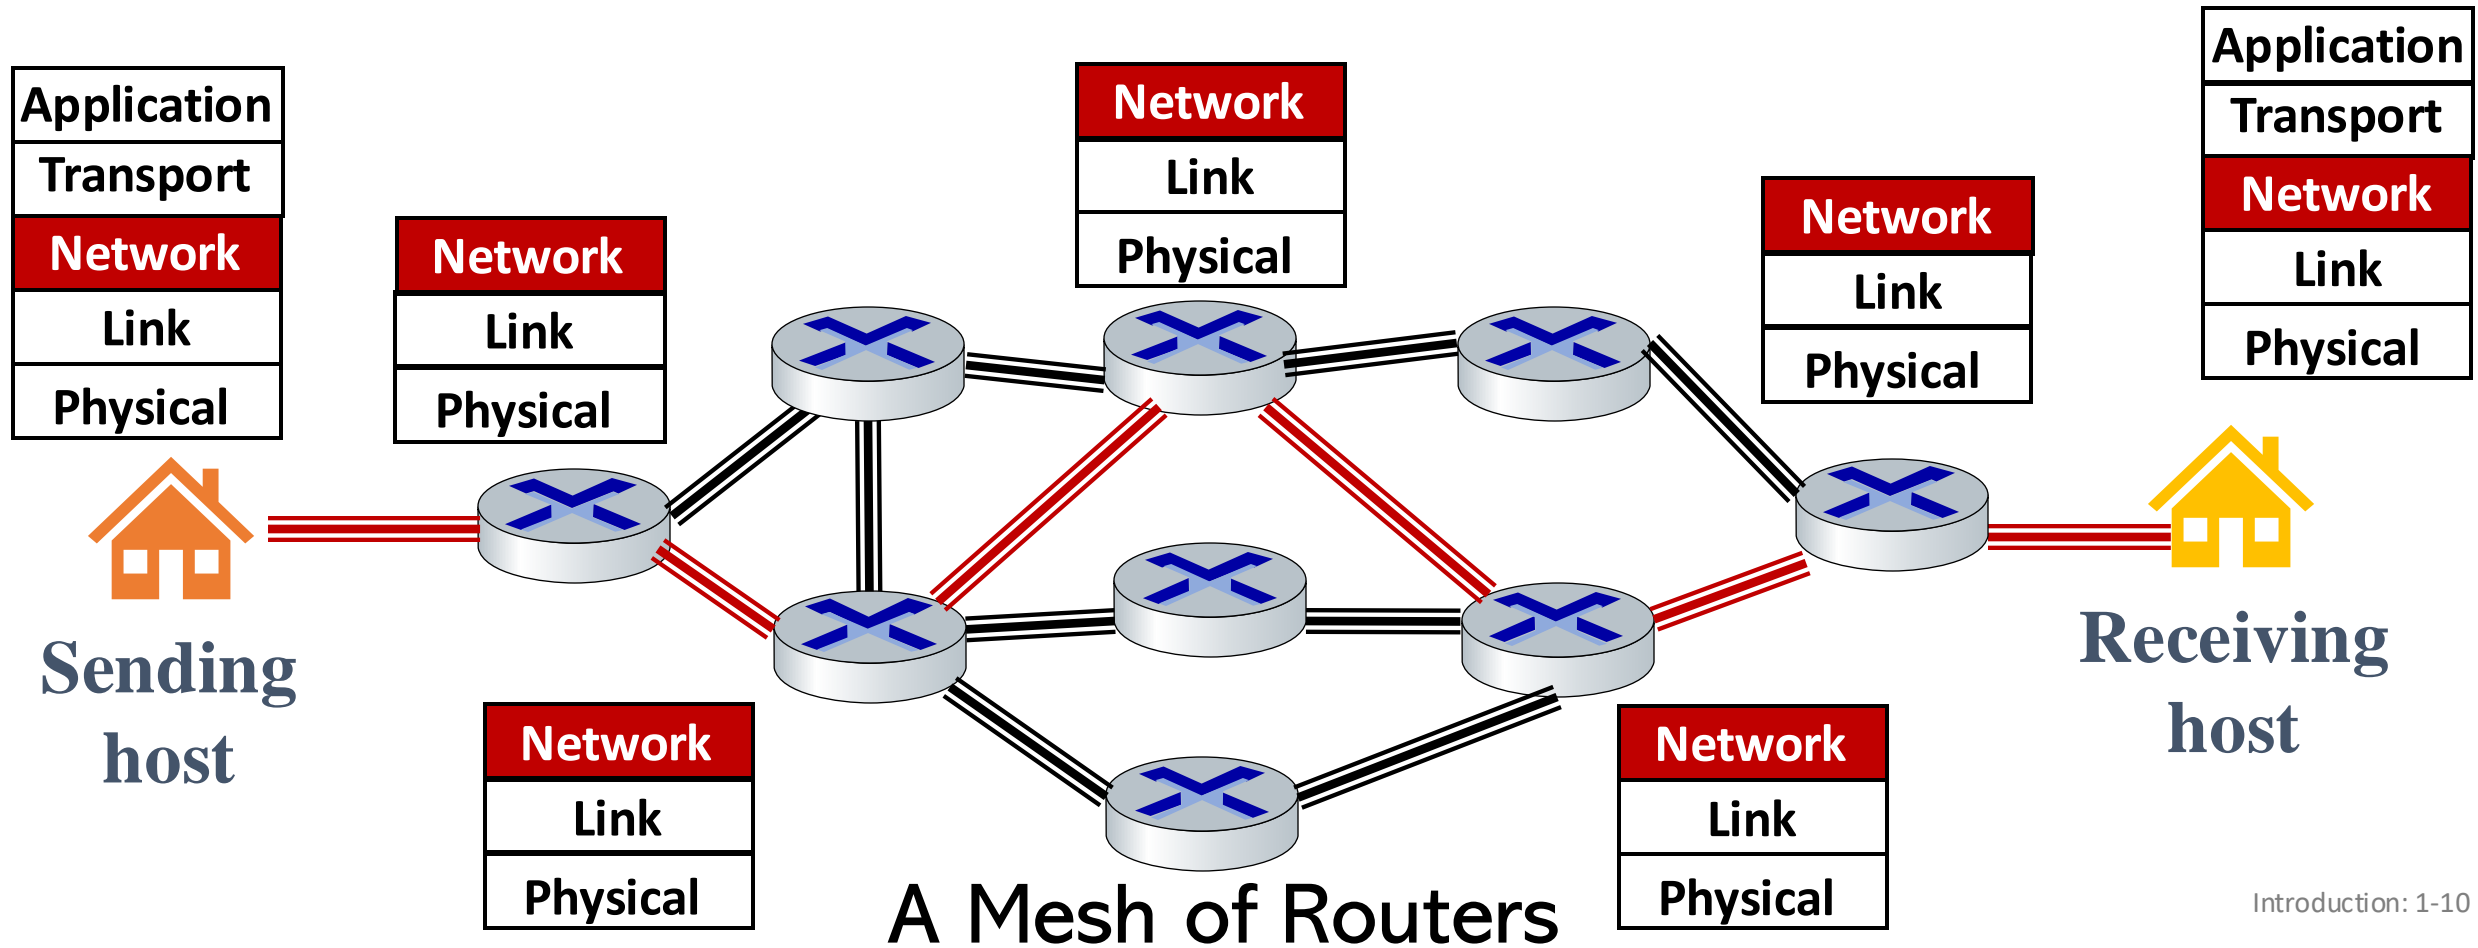 Application
Transport
Network
Link
Physical
Sending
host
Network
Link
Physical
Network
Link
Physical
Network
Link
Physical
Network
Link
Physical
Network
Link
Physical
Application
Transport
Network
Link
Physical
Receiving
host
A Mesh of Routers
Introduction: 1-10